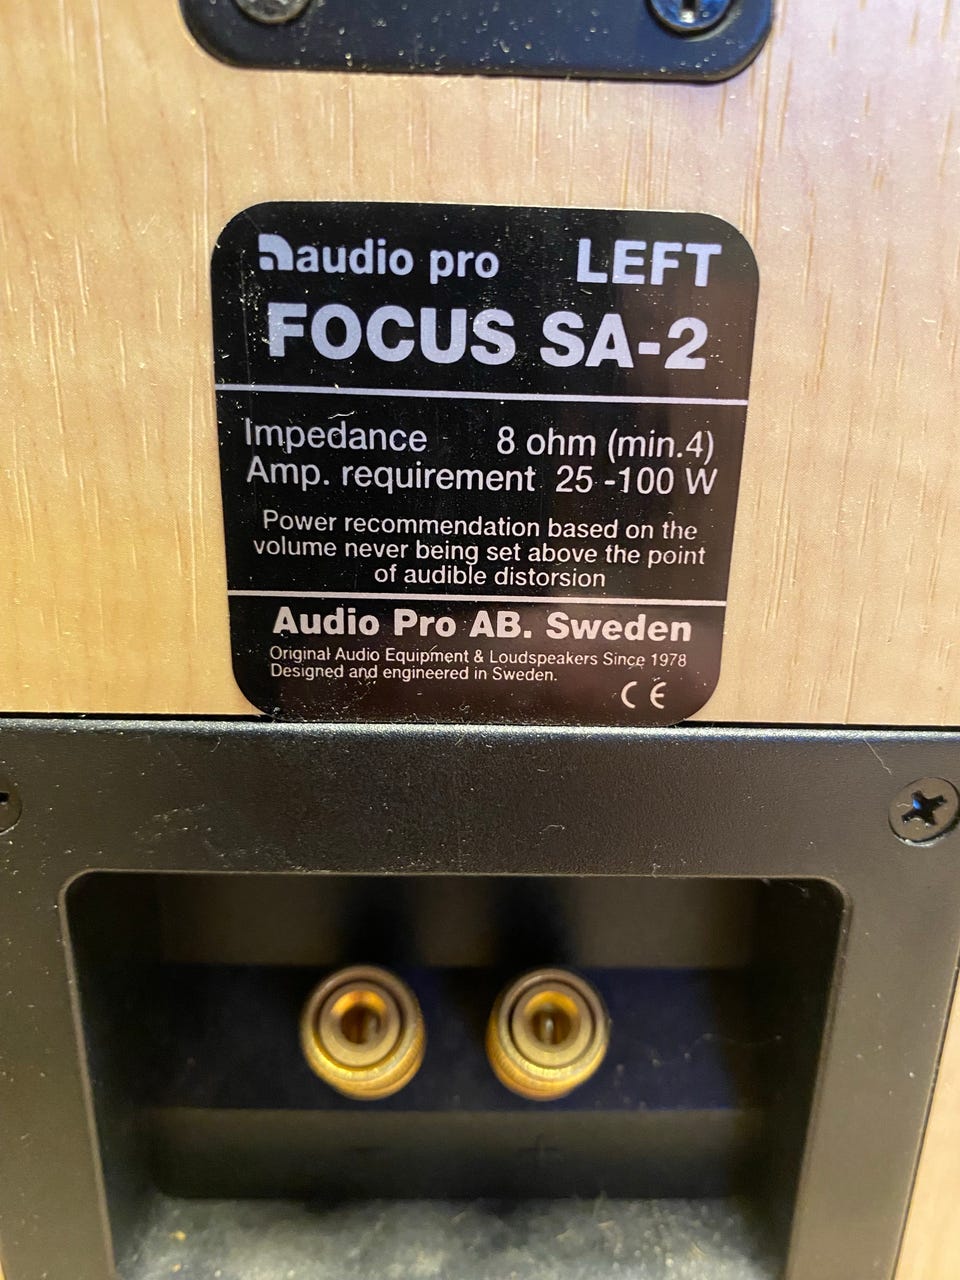 audio pro LEFT
FOCUS SA-2
Impedance 8 ohm (min.4)
Amp. requirement 25 -100 W
Power recommendation based on the
volume never being set above the point
of audible distorsion
Audio Pro AB. Sweden
Original Audio Equipment & Loudspeakers Since 1978
Designed and engineered in Sweden.
CE
- +